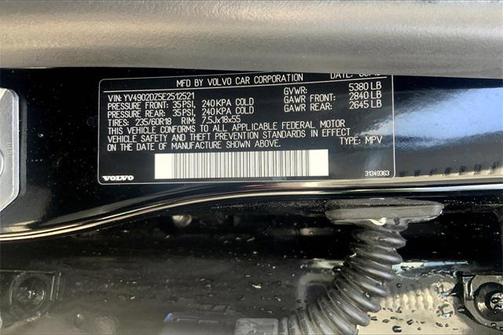 MFD BY VOLVO CAR CORPORATION
VIN: YV4902DZ5E2512521 GVWR: 5380 LB
PRESSURE FRONT: 35 PSI, 240 KPA COLD GAWR FRONT: 2840 LB
PRESSURE REAR: 35 PSI, 240 KPA COLD GAWR REAR: 2645 LB
TIRES: 235/60R18 RIM: 7,5Jx18x55
THIS VEHICLE CONFORMS TO ALL APPLICABLE FEDERAL MOTOR
VEHICLE SAFETY AND THEFT PREVENTION STANDARDS IN EFFECT
ON THE DATE OF MANUFACTURE SHOWN ABOVE. TYPE: MPV
VOLVO 31349363